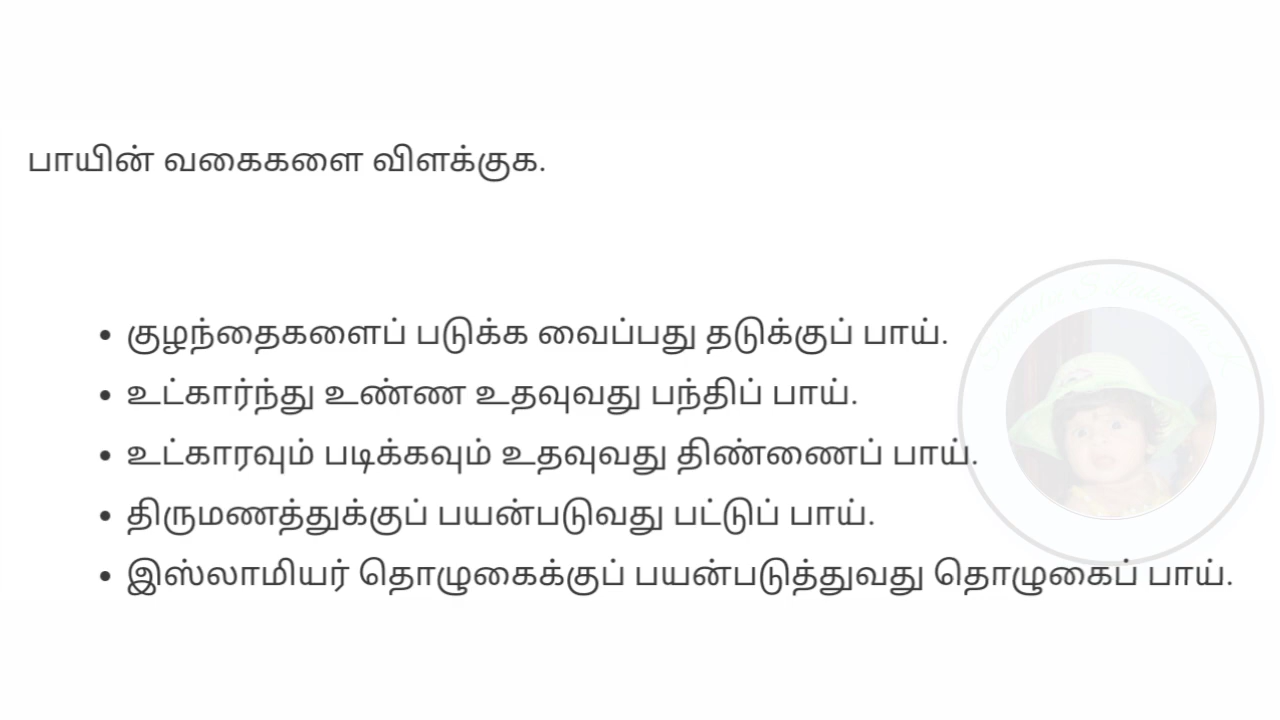 பாயின் வகைகளை விளக்குக.
• குழந்தைகளைப் படுக்க வைப்பது தடுக்குப் பாய்.
• உட்கார்ந்து உண்ண உதவுவது பந்திப் பாய்.
• உட்காரவும் படிக்கவும் உதவுவது திண்ணைப் பாய்.
• திருமணத்துக்குப் பயன்படுவது பட்டுப் பாய்.
• இஸ்லாமியர் தொழுகைக்குப் பயன்படுத்துவது தொழுகைப் பாய்.